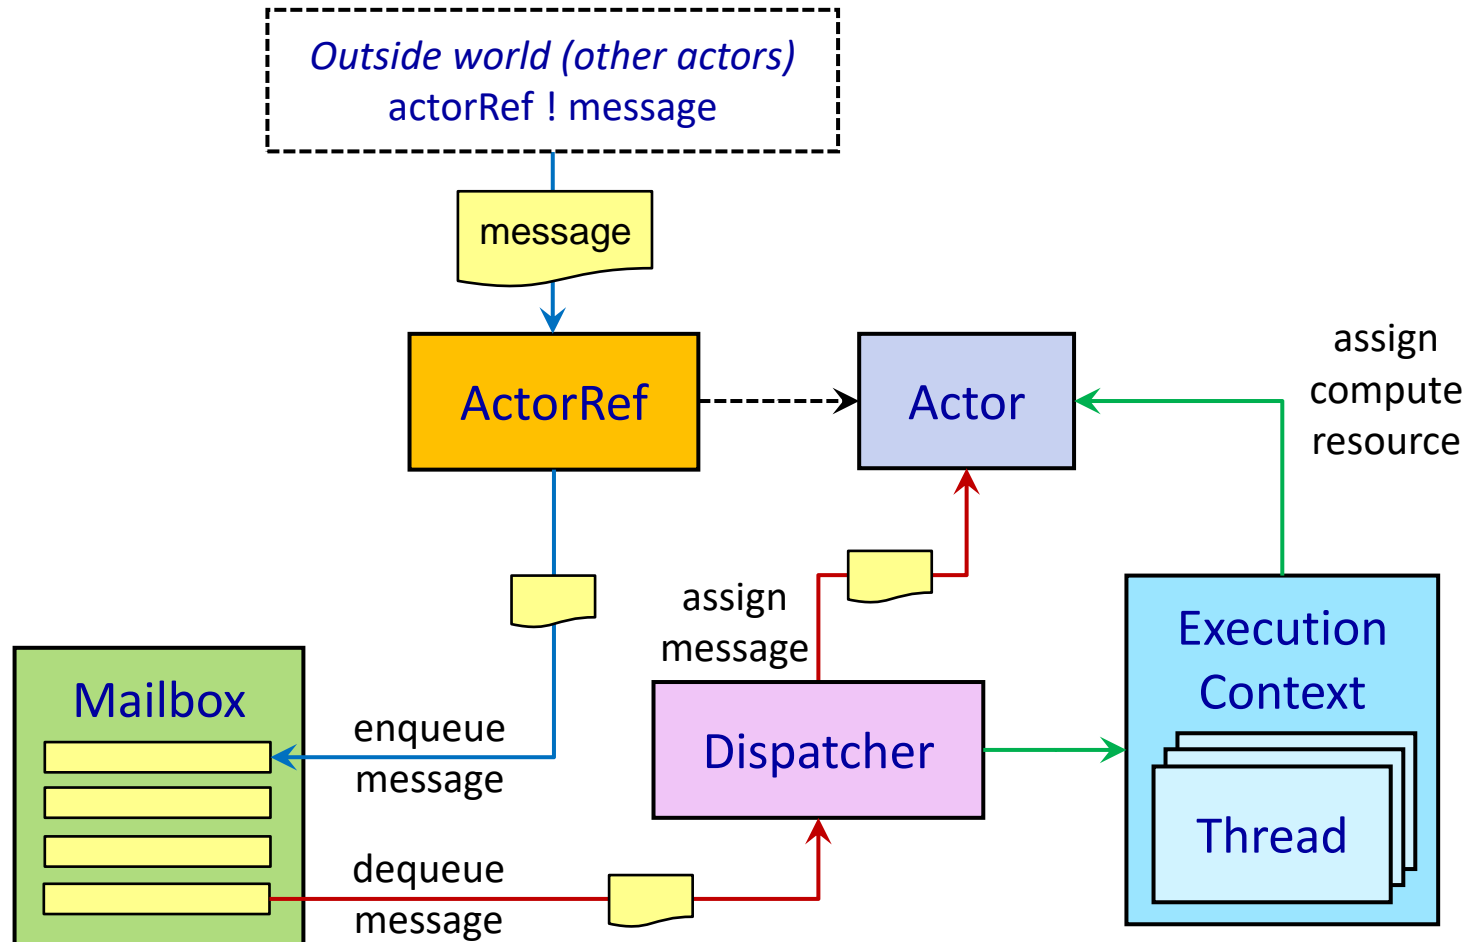 Outside world (other actors)
actorRef ! message
message
ActorRef
Actor
assign
compute
resource
assign
message
Execution
Context
Thread
Mailbox
enqueue
message
Dispatcher
dequeue
message